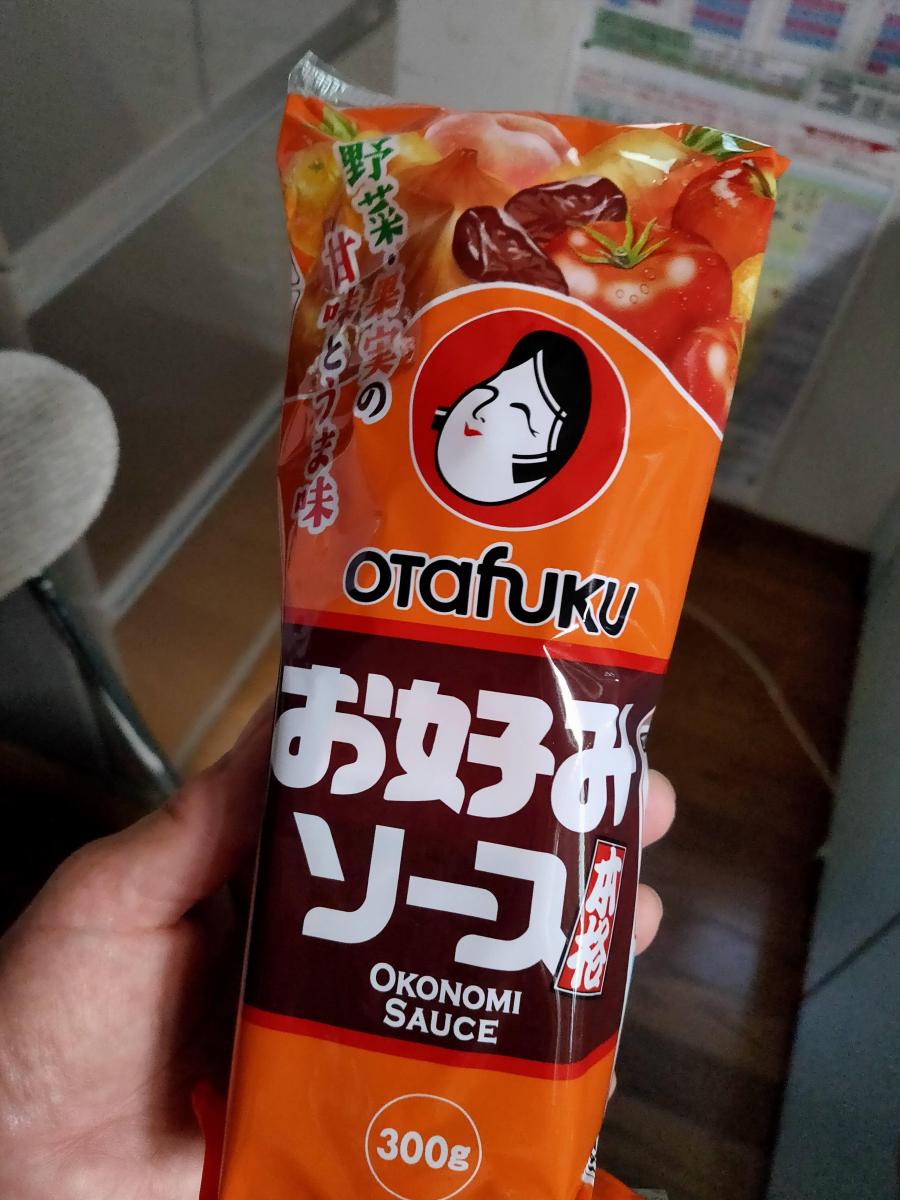 野菜・果実の
甘味とうま味
Otafuku
お好み
ソース
本格
OKONOMI
SAUCE
300g